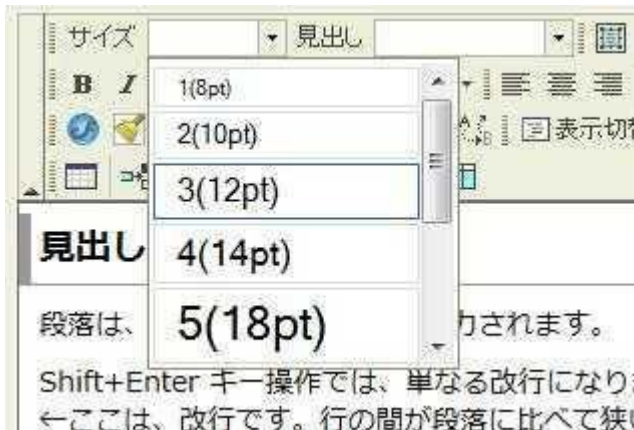 サイズ 見出し
B I
1(8pt)
2(10pt)
表示切替
3(12pt)
4(14pt)
5(18pt)
見出し
段落は、 力されます。
Shift+Enter キー操作では、単なる改行になり
←ここは、改行です。行の間が段落に比べて狭い